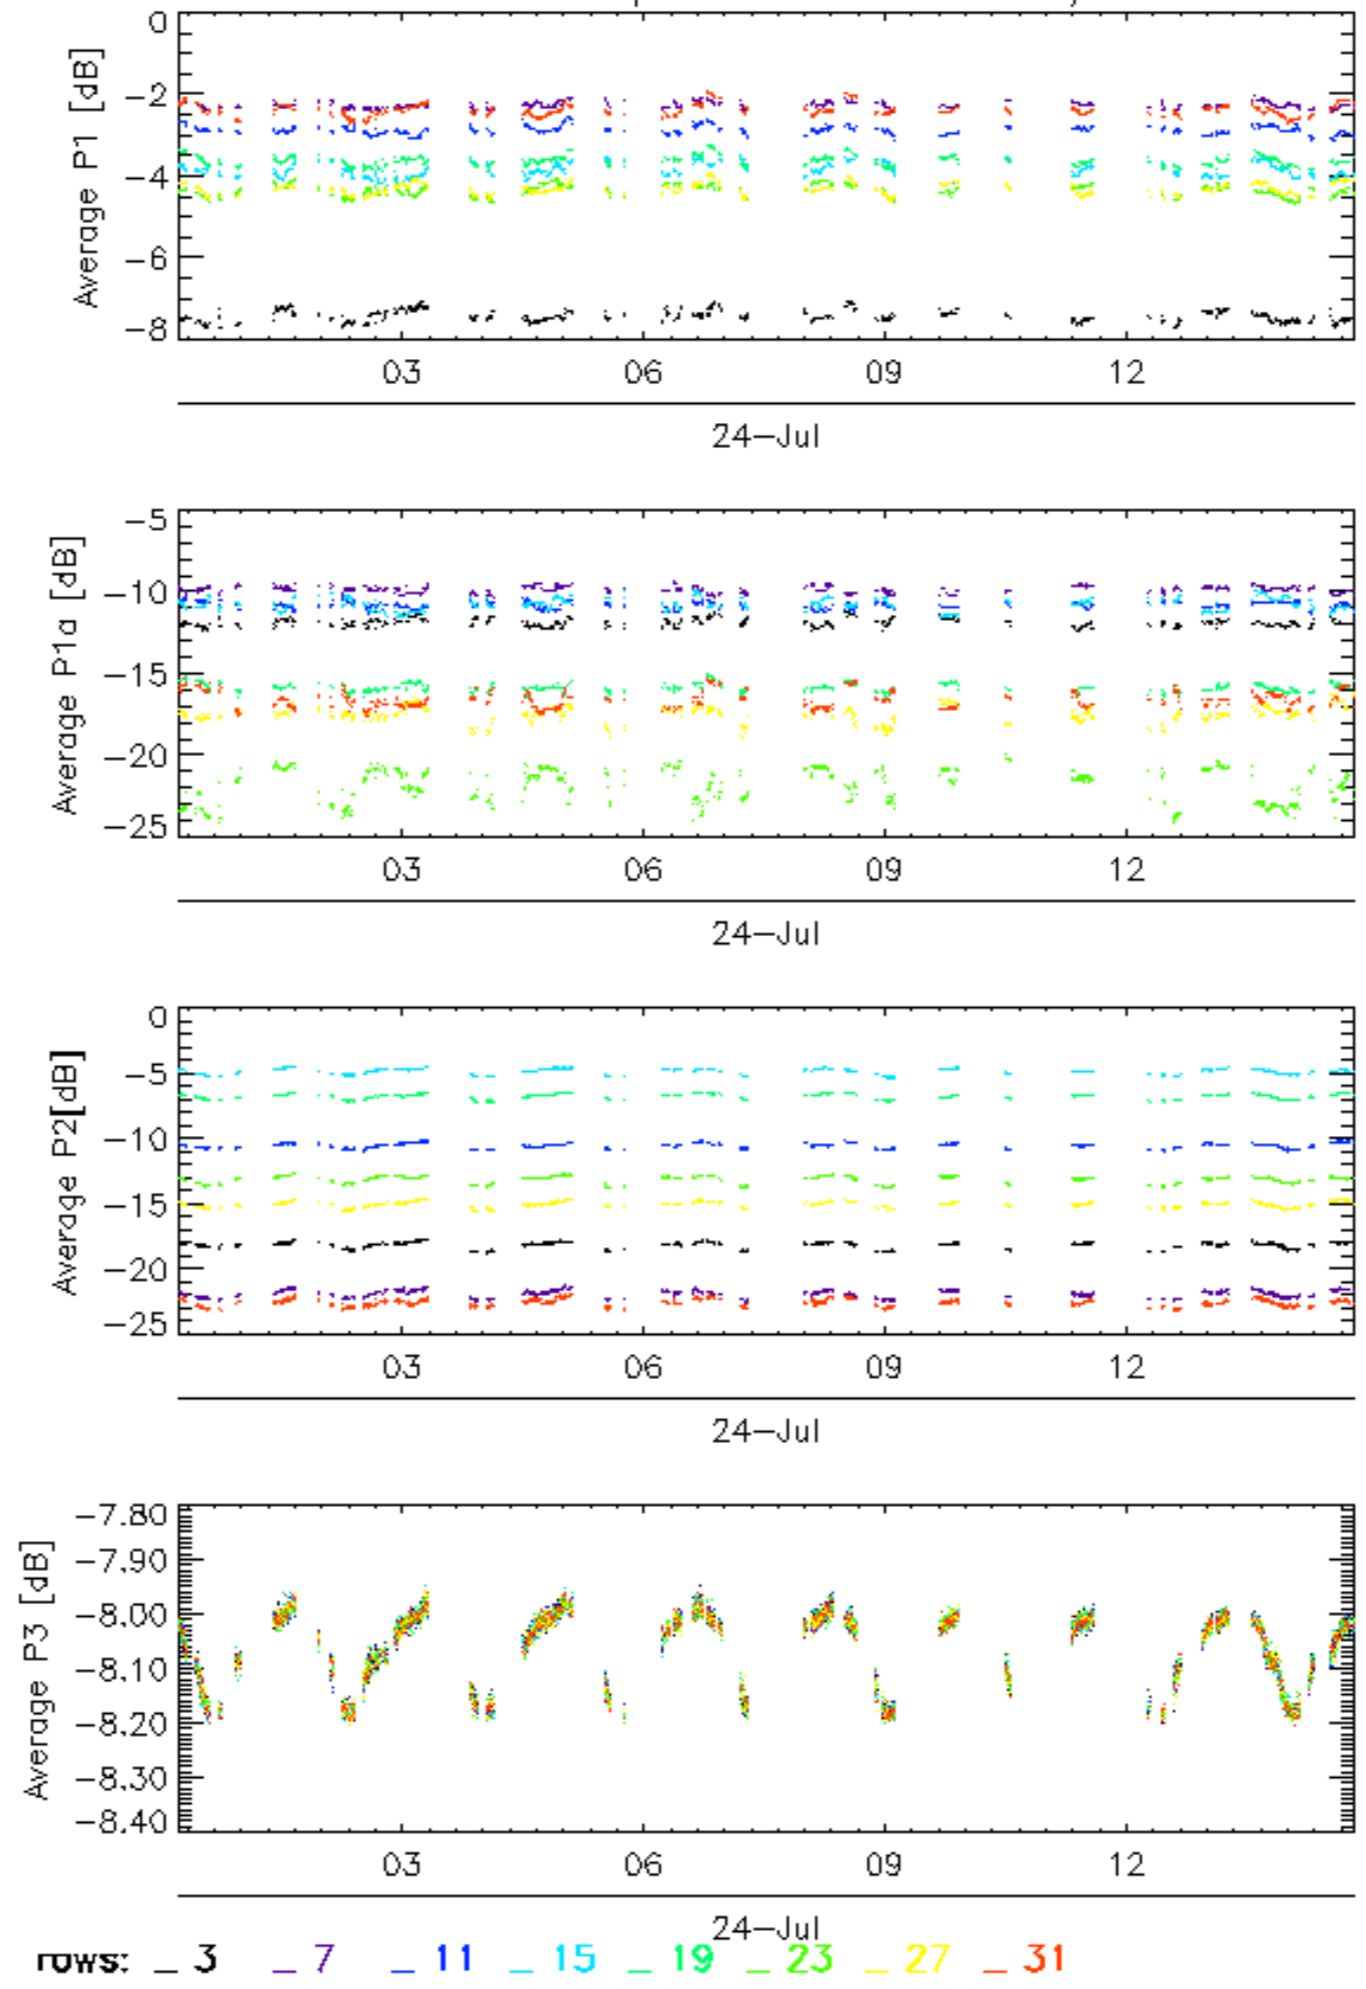 0
−2
−4
−6
−8
Average P1 [dB]
03 06 09 12
24−Jul
−5
−10
−15
−20
−25
Average P1a [dB]
03 06 09 12
24−Jul
0
−5
−10
−15
−20
−25
Average P2[dB]
03 06 09 12
24−Jul
−7.80
−7.90
−8.00
−8.10
−8.20
−8.30
−8.40
Average P3 [dB]
03 06 09 12
24−Jul
rows: _ 3 _ 7 _ 11 _ 15 _ 19 _ 23 _ 27 _ 31